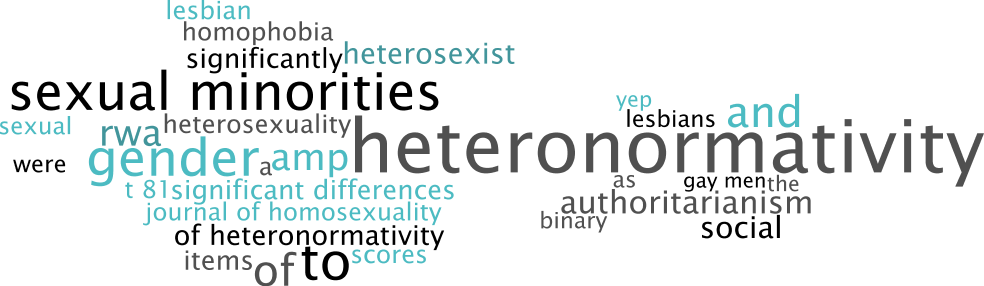 lesbian
homophobia
significantly heterosexist
sexual minorities
yep and
lesbians
sexual rwa heterosexuality heteronormativity
were gender a amp
t 81 significant differences as gay men the
journal of homosexuality authoritarianism
binary social
of heteronormativity
items of to scores